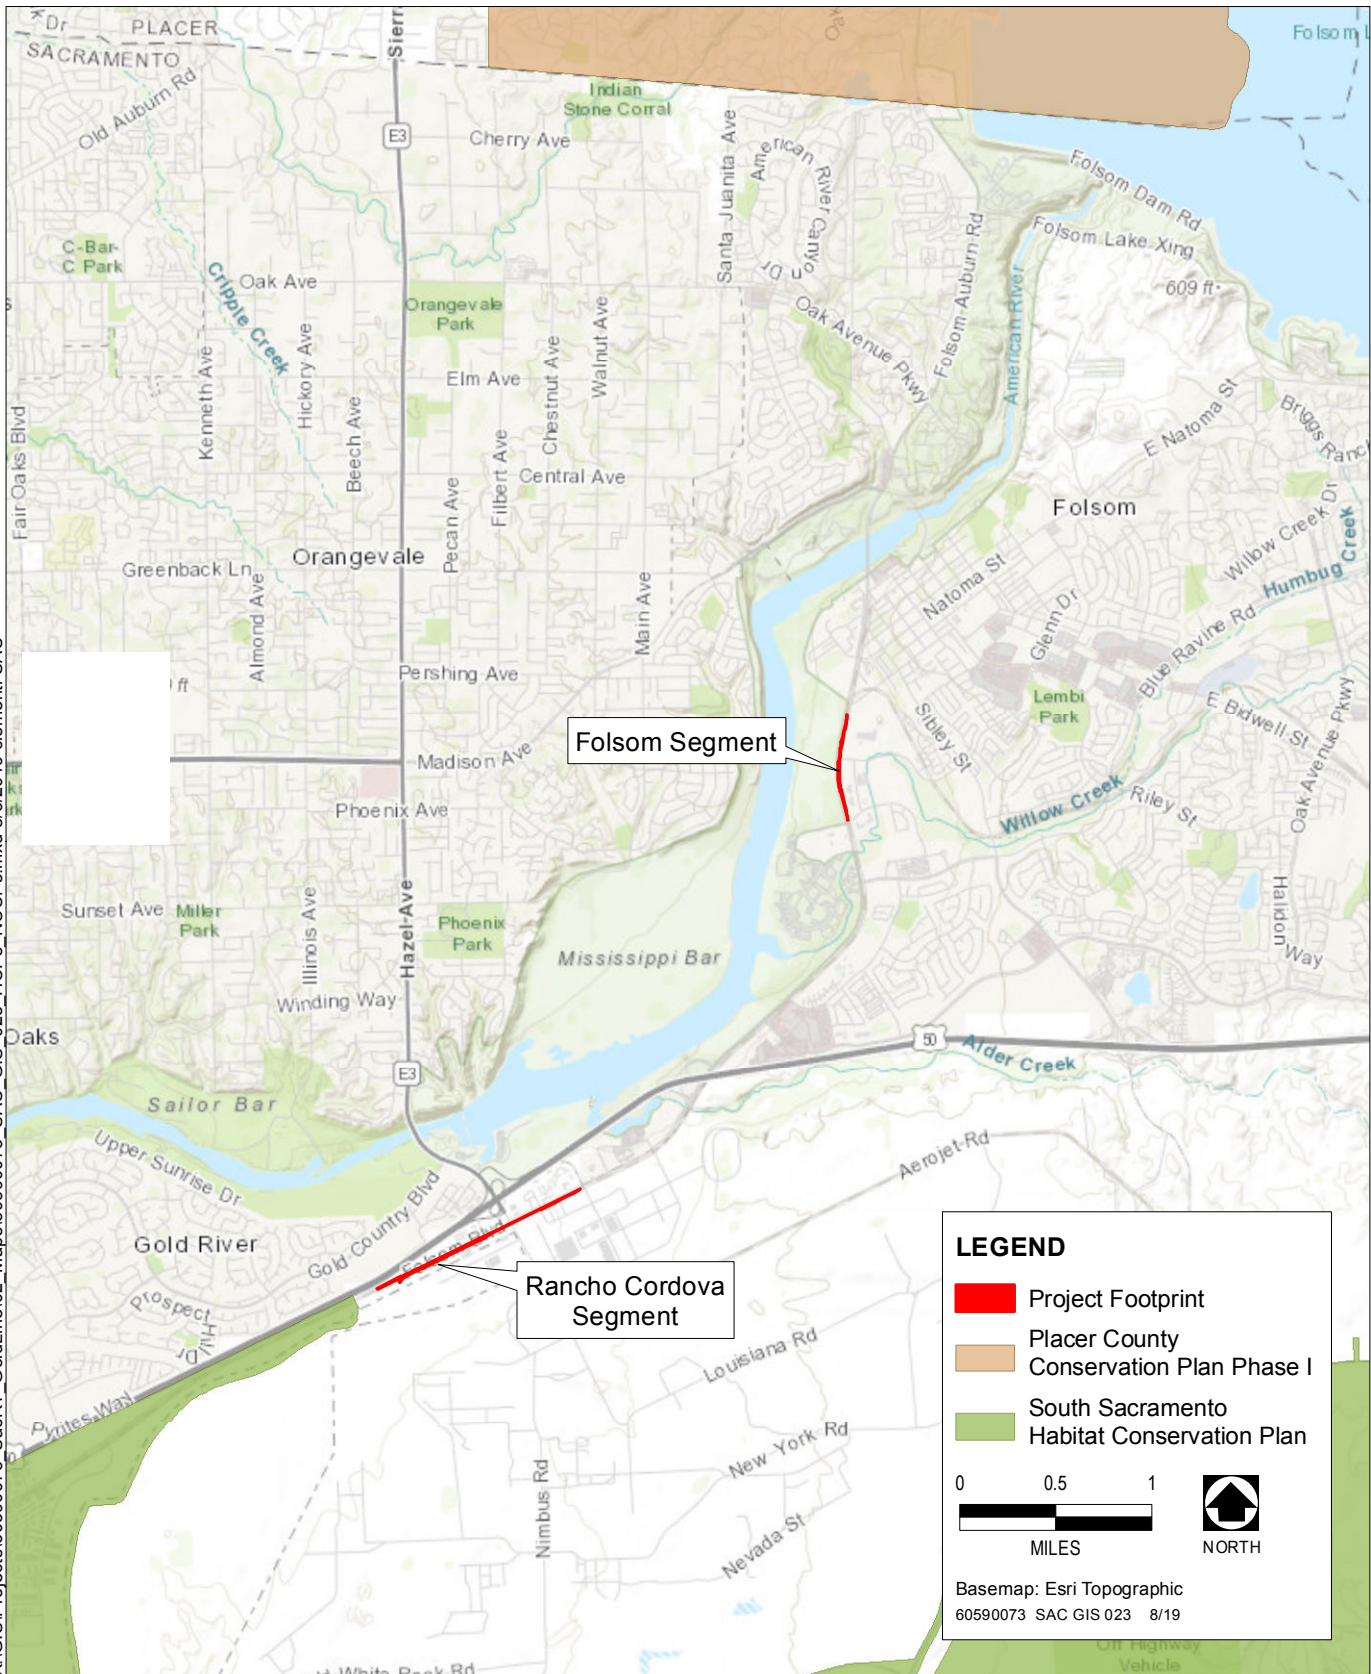 PLACER
SACRAMENTO
Sierra
Folsom L
Old Auburn Rd
E3
Indian
Stone Corral
Cherry Ave
Santa Juanita Ave
American River Canyon Dr
Folsom Auburn Rd
Folsom Dam Rd
Folsom Lake Xing
609 ft
C-Bar-
C Park
Cripple Creek
Oak Ave
Orangevale
Park
Oak Avenue Pkwy
American River
Kenneth Ave
Hickory Ave
Beech Ave
Elm Ave
Chestnut Ave
Walnut Ave
Fair Oaks Blvd
Filbert Ave
Pecan Ave
Central Ave
E Natoma St
Briggs Ranch
Folsom
Willow Creek Dr
Humbug Creek
Orangevale
Greenback Ln
Almond Ave
Main Ave
Natoma St
Glenn Dr
Blue Ravine Rd
ft
Pershing Ave
Lembi
Park
E Bidwell St
Oak Avenue Pkwy
Sibley St
Folsom Segment
Madison Ave
Phoenix Ave
Willow Creek
Riley St
Sunset Ave
Miller
Park
Illinois Ave
Hazel Ave
Phoenix
Park
Mississippi Bar
Haidon
Way
Winding Way
Oaks
50
Alder Creek
E3
Sailor Bar
Upper Sunrise Dr
Aerojet Rd
Gold River
Gold Country Blvd
Folsom Blvd
Rancho Cordova
Segment
Prospect Hill Dr
Louisiana Rd
Pyrites Way
New York Rd
Nimbus Rd
Nevada St
White Rock Rd
LEGEND
Project Footprint
Placer County
Conservation Plan Phase I
South Sacramento
Habitat Conservation Plan
0 0.5 1
MILES
NORTH
Basemap: Esri Topographic
60590073 SAC GIS 023 8/19
Off Highway
Vehicle